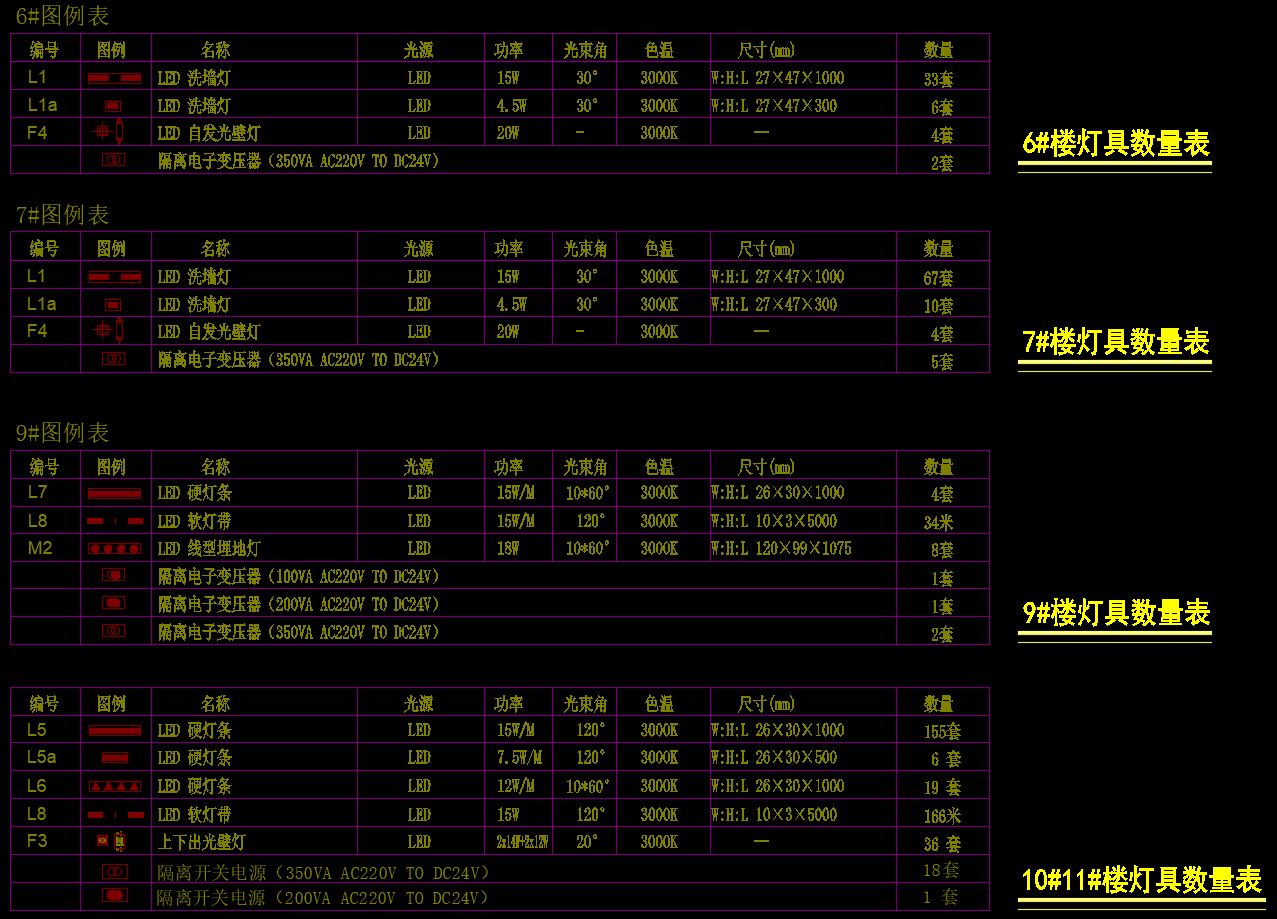 6#图例表
编号 图例 名称 光源 功率 光束角 色温 尺寸(mm) 数量
L1 LED 洗墙灯 LED 15W 30° 3000K W:H:L 27×47×1000 33套
L1a LED 洗墙灯 LED 4.5W 30° 3000K W:H:L 27×47×300 6套
F4 LED 自发光壁灯 LED 20W - 3000K — 4套
隔离电子变压器(350VA AC220V TO DC24V) 2套
6#楼灯具数量表
7#图例表
编号 图例 名称 光源 功率 光束角 色温 尺寸(mm) 数量
L1 LED 洗墙灯 LED 15W 30° 3000K W:H:L 27×47×1000 67套
L1a LED 洗墙灯 LED 4.5W 30° 3000K W:H:L 27×47×300 10套
F4 LED 自发光壁灯 LED 20W - 3000K — 4套
隔离电子变压器(350VA AC220V TO DC24V) 5套
7#楼灯具数量表
9#图例表
编号 图例 名称 光源 功率 光束角 色温 尺寸(mm) 数量
L7 LED 硬灯条 LED 15W/M 10*60° 3000K W:H:L 26×30×1000 4套
L8 LED 软灯带 LED 15W/M 120° 3000K W:H:L 10×3×5000 34米
M2 LED 线型埋地灯 LED 18W 10*60° 3000K W:H:L 120×99×1075 8套
隔离电子变压器(100VA AC220V TO DC24V) 1套
隔离电子变压器(200VA AC220V TO DC24V) 1套
隔离电子变压器(350VA AC220V TO DC24V) 2套
9#楼灯具数量表
编号 图例 名称 光源 功率 光束角 色温 尺寸(mm) 数量
L5 LED 硬灯条 LED 15W/M 120° 3000K W:H:L 26×30×1000 155套
L5a LED 硬灯条 LED 7.5W/M 120° 3000K W:H:L 26×30×500 6 套
L6 LED 硬灯条 LED 12W/M 10*60° 3000K W:H:L 26×30×1000 19 套
L8 LED 软灯带 LED 15W 120° 3000K W:H:L 10×3×5000 166米
F3 上下出光壁灯 LED 20° 3000K — 36 套
隔离开关电源(350VA AC220V TO DC24V) 18套
隔离开关电源(200VA AC220V TO DC24V) 1 套
10#11#楼灯具数量表